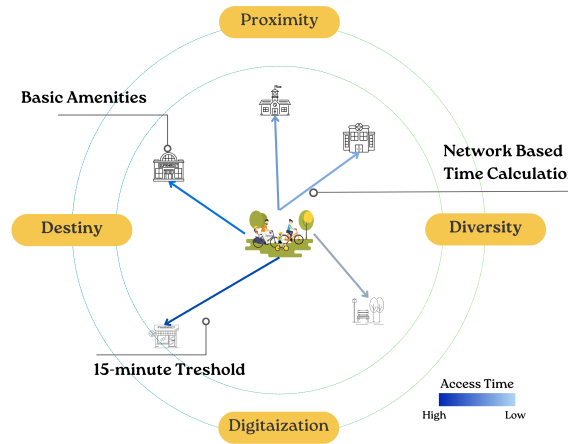 Proximity
Basic Amenities
Network Based
Time Calculatio
Destiny
Diversity
15-minute Treshold
Access Time
High
Low
Digitaization